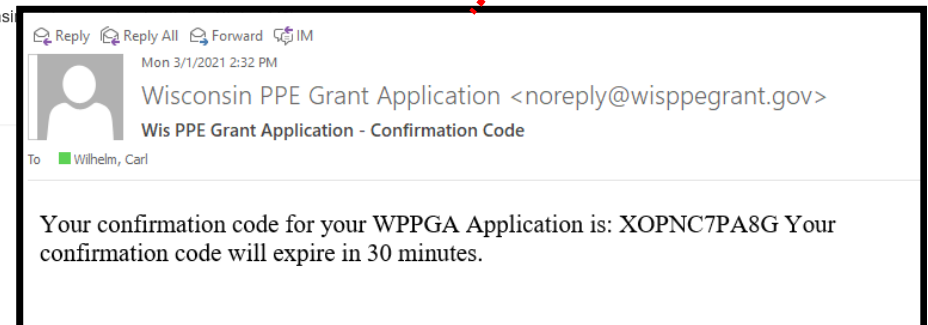 Reply Reply All Forward IM
Mon 3/1/2021 2:32 PM
Wisconsin PPE Grant Application <noreply@wisppegrant.gov>
Wis PPE Grant Application - Confirmation Code
To Wilhelm, Carl
Your confirmation code for your WPPGA Application is: XOPNC7PA8G Your
confirmation code will expire in 30 minutes.